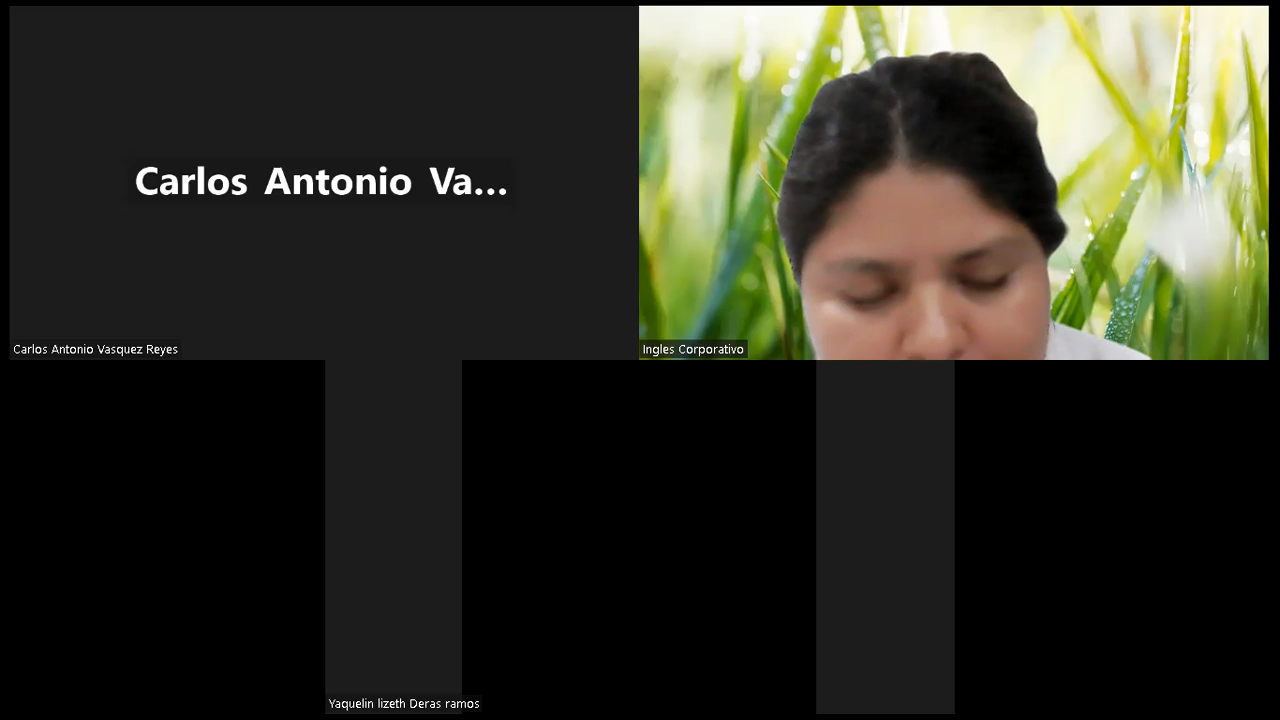 Carlos Antonio Va...
Carlos Antonio Vasquez Reyes
Ingles Corporativo
Yaquelin lizeth Deras ramos